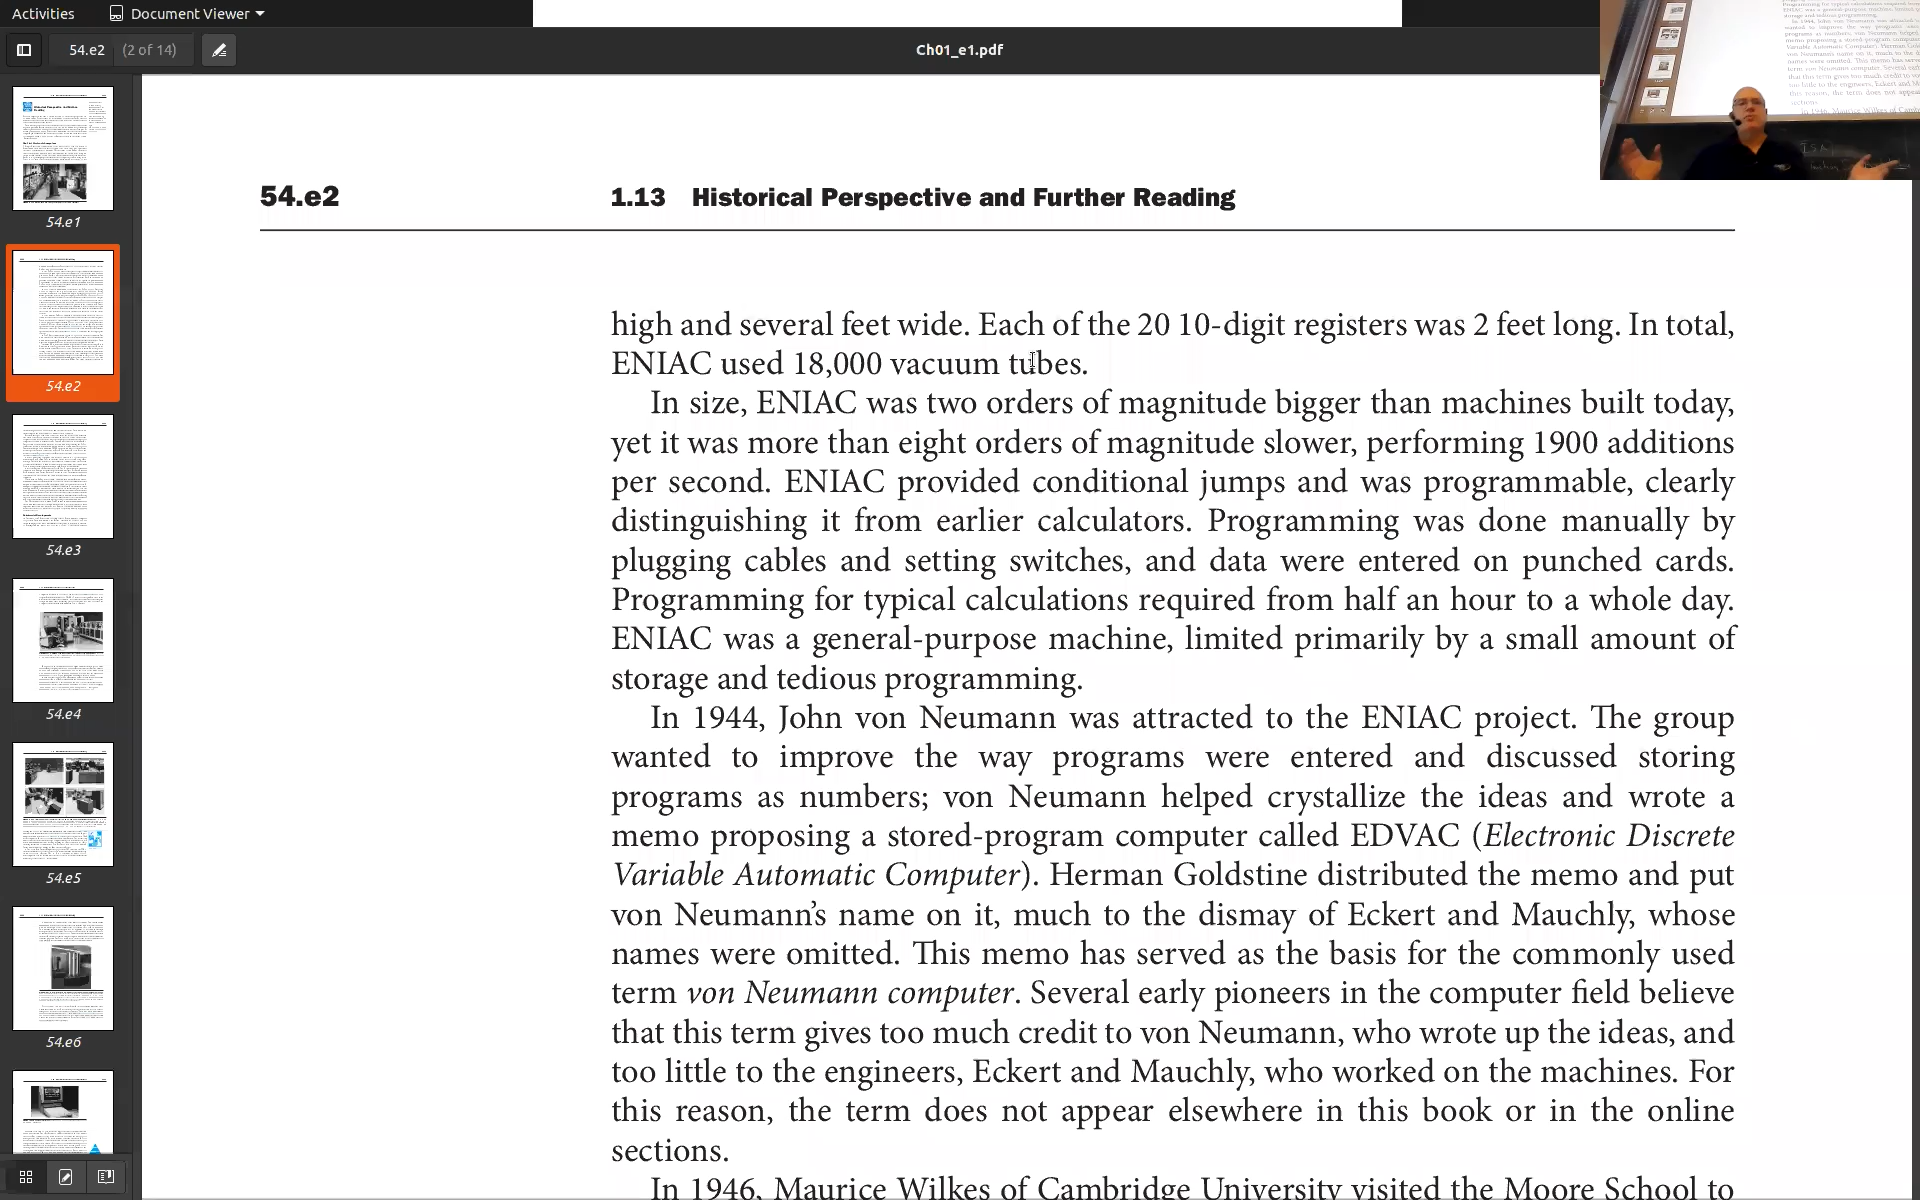 Activities
Document Viewer
54.e2
(2 of 14)
Ch01_e1.pdf
54.e1
54.e2
54.e3
54.e4
54.e5
54.e6
54.e2 1.13 Historical Perspective and Further Reading
high and several feet wide. Each of the 20 10-digit registers was 2 feet long. In total,
ENIAC used 18,000 vacuum tubes.
In size, ENIAC was two orders of magnitude bigger than machines built today,
yet it was more than eight orders of magnitude slower, performing 1900 additions
per second. ENIAC provided conditional jumps and was programmable, clearly
distinguishing it from earlier calculators. Programming was done manually by
plugging cables and setting switches, and data were entered on punched cards.
Programming for typical calculations required from half an hour to a whole day.
ENIAC was a general-purpose machine, limited primarily by a small amount of
storage and tedious programming.
In 1944, John von Neumann was attracted to the ENIAC project. The group
wanted to improve the way programs were entered and discussed storing
programs as numbers; von Neumann helped crystallize the ideas and wrote a
memo proposing a stored-program computer called EDVAC (Electronic Discrete
Variable Automatic Computer). Herman Goldstine distributed the memo and put
von Neumann’s name on it, much to the dismay of Eckert and Mauchly, whose
names were omitted. This memo has served as the basis for the commonly used
term von Neumann computer. Several early pioneers in the computer field believe
that this term gives too much credit to von Neumann, who wrote up the ideas, and
too little to the engineers, Eckert and Mauchly, who worked on the machines. For
this reason, the term does not appear elsewhere in this book or in the online
sections.
In 1946, Maurice Wilkes of Cambridge University visited the Moore School to